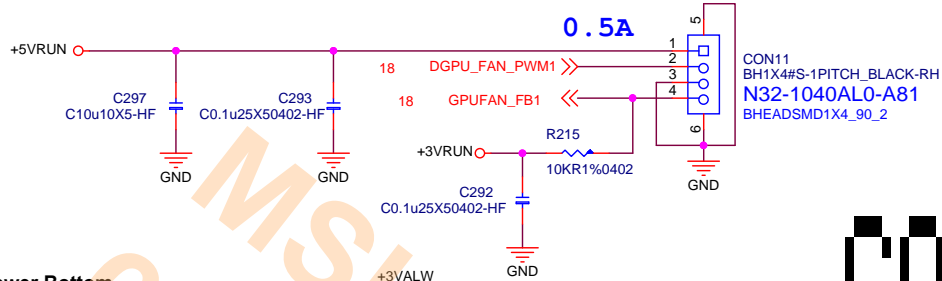 0.5A
5
+5VRUN
1
CON11
18 DGPU_FAN_PWM1
2
BH1X4#S-1PITCH_BLACK-RH
3
N32-1040AL0-A81
18 GPUFAN_FB1
4
BHEADSMD1X4_90_2
C297
C10u10X5-HF
C293
C0.1u25X50402-HF
6
R215
+3VRUN
10KR1%0402
GND
GND
GND
C292
C0.1u25X50402-HF
GND
+3VALW
MSI